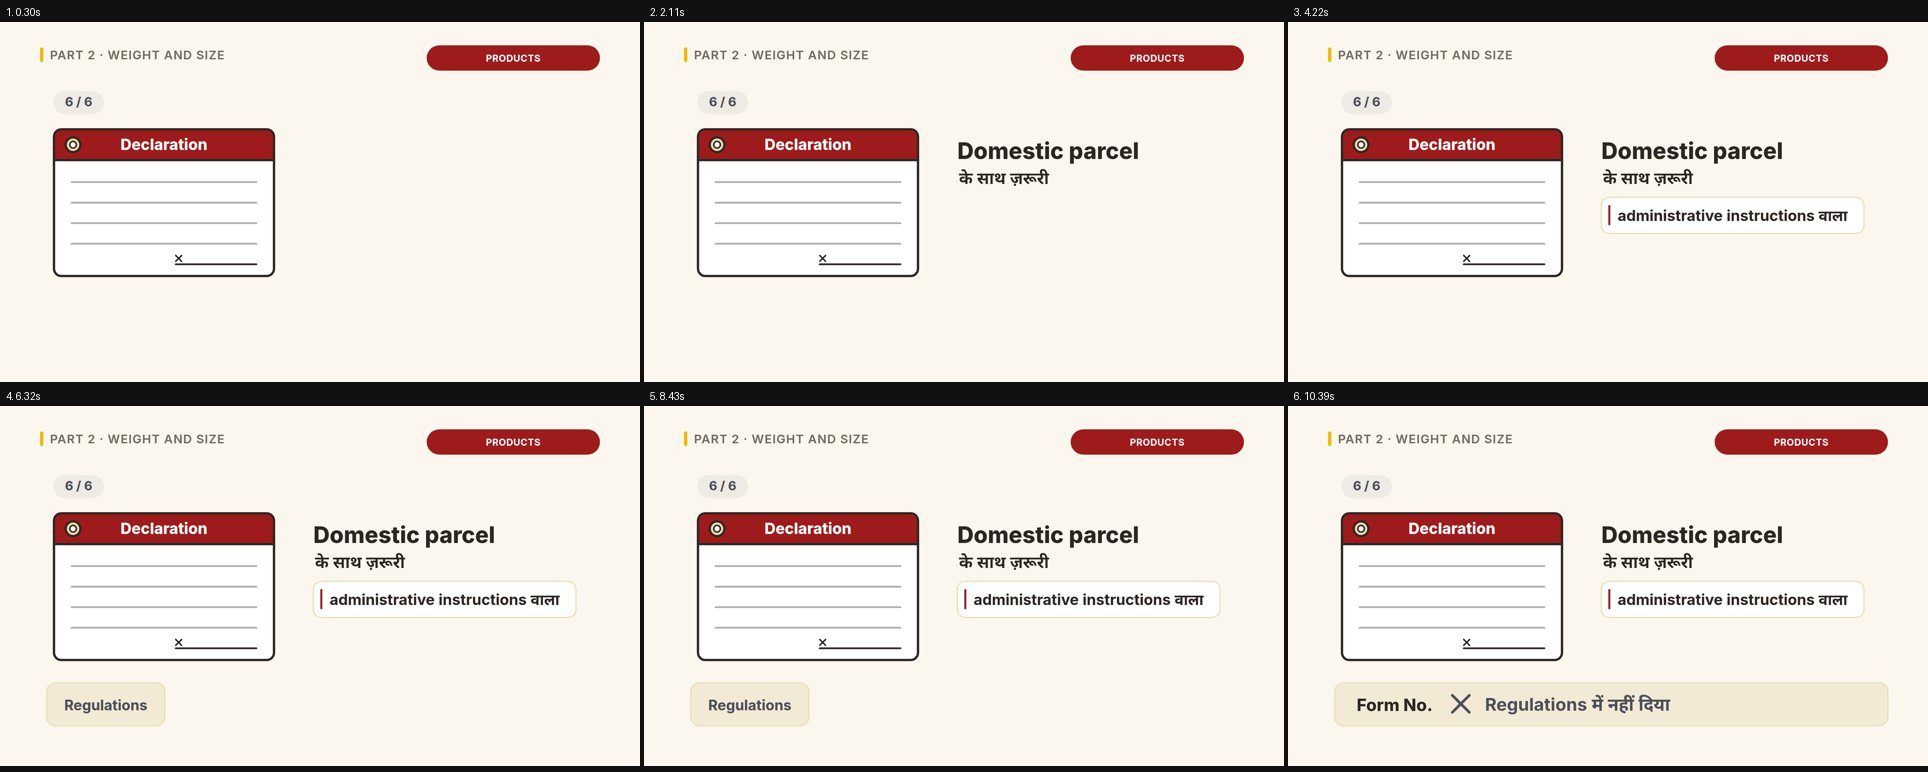 1. 0.30s
PART 2 · WEIGHT AND SIZE
PRODUCTS
6 / 6
Declaration
×
2. 2.11s
PART 2 · WEIGHT AND SIZE
PRODUCTS
6 / 6
Declaration
×
Domestic parcel
के साथ ज़रूरी
3. 4.22s
PART 2 · WEIGHT AND SIZE
PRODUCTS
6 / 6
Declaration
×
Domestic parcel
के साथ ज़रूरी
administrative instructions वाला
4. 6.32s
PART 2 · WEIGHT AND SIZE
PRODUCTS
6 / 6
Declaration
×
Domestic parcel
के साथ ज़रूरी
administrative instructions वाला
Regulations
5. 8.43s
PART 2 · WEIGHT AND SIZE
PRODUCTS
6 / 6
Declaration
×
Domestic parcel
के साथ ज़रूरी
administrative instructions वाला
Regulations
6. 10.39s
PART 2 · WEIGHT AND SIZE
PRODUCTS
6 / 6
Declaration
×
Domestic parcel
के साथ ज़रूरी
administrative instructions वाला
Form No. × Regulations में नहीं दिया